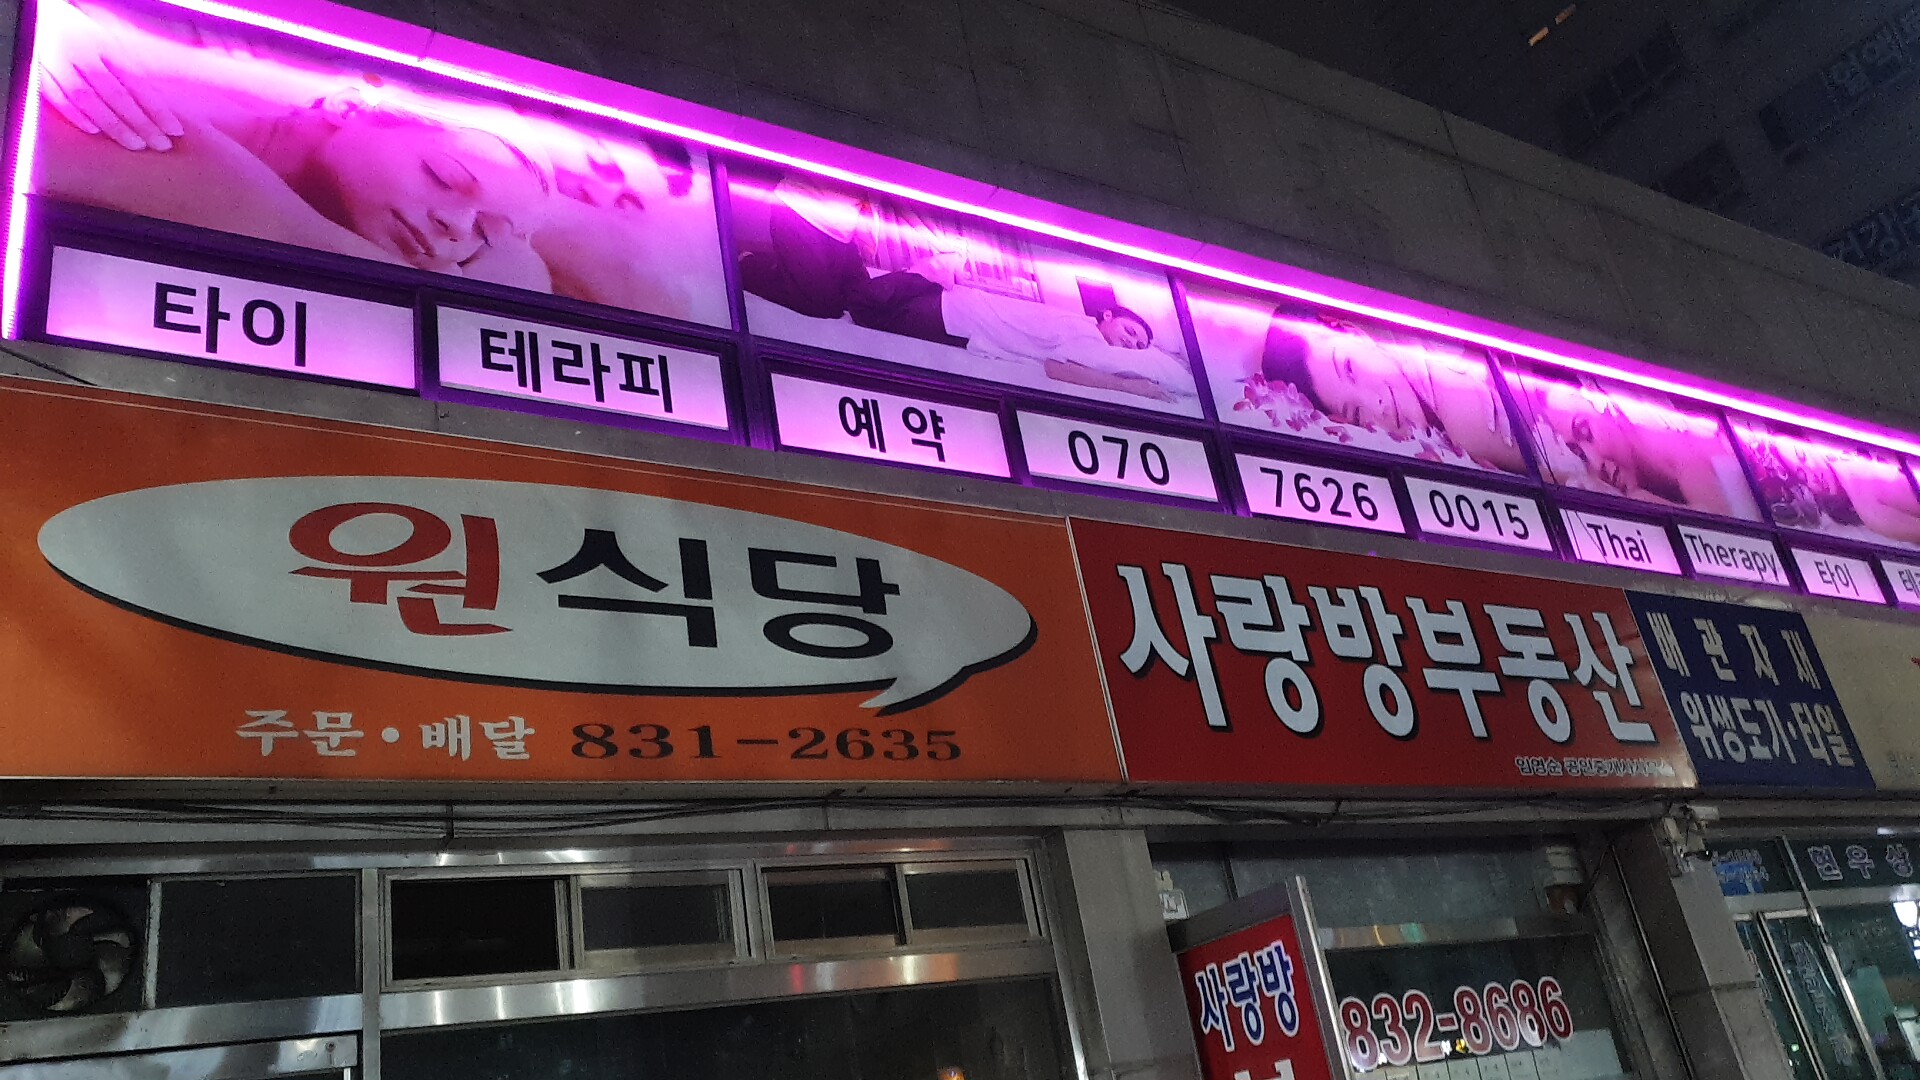 타이 테라피 예약 070 7626 0015 Thai Therapy 타이
원식당
주문·배달 831-2635
사랑방부동산
배관자재
위생도기·타일
사랑방
832-8686